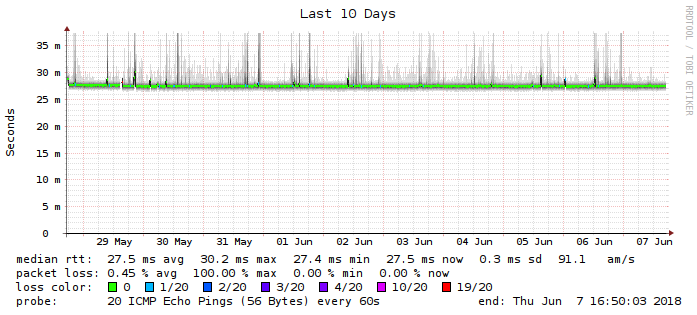 Last 10 Days
RRDTOOL / TOBI OETIKER
Seconds
35 m
30 m
25 m
20 m
15 m
10 m
5 m
0
29 May 30 May 31 May 01 Jun 02 Jun 03 Jun 04 Jun 05 Jun 06 Jun 07 Jun
median rtt: 27.5 ms avg 30.2 ms max 27.4 ms min 27.5 ms now 0.3 ms sd 91.1 am/s
packet loss: 0.45 % avg 100.00 % max 0.00 % min 0.00 % now
loss color: 0 1/20 2/20 3/20 4/20 10/20 19/20
probe: 20 ICMP Echo Pings (56 Bytes) every 60s end: Thu Jun 7 16:50:03 2018